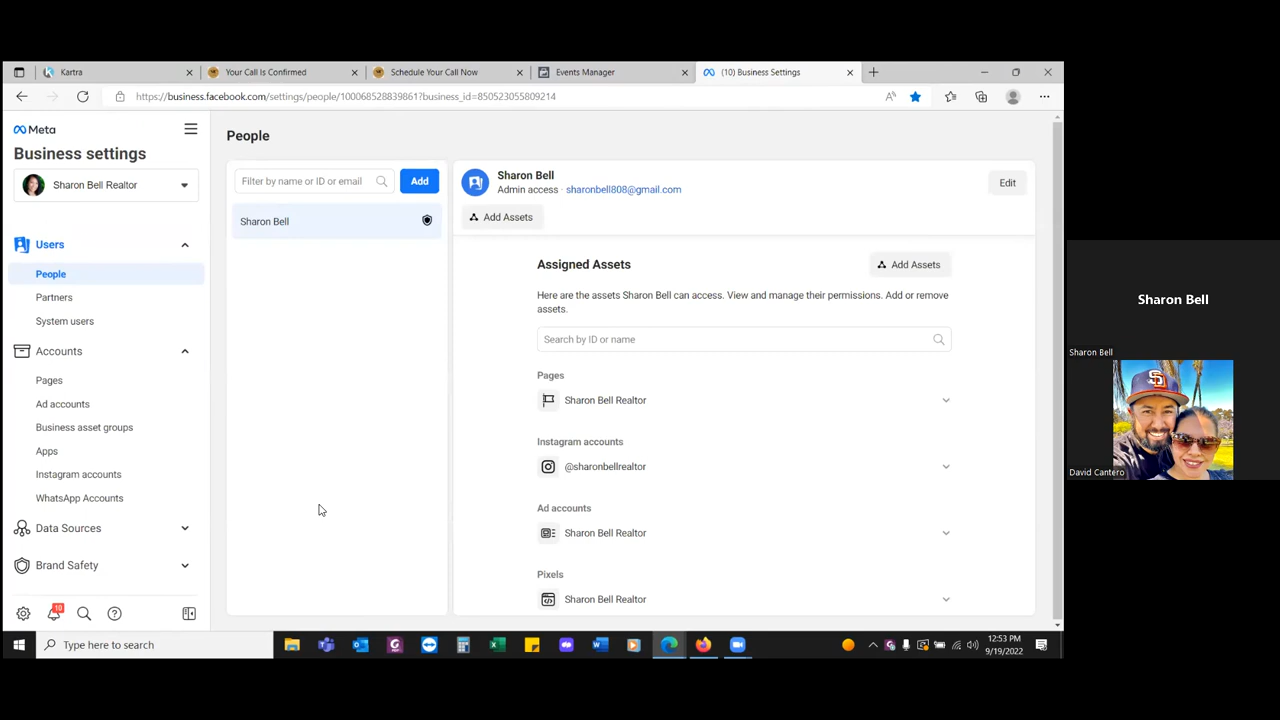 Kartra
Your Call Is Confirmed
Schedule Your Call Now
Events Manager
(10) Business Settings
https://business.facebook.com/settings/people/100068528839861?business_id=850523055809214
Meta
Business settings
Sharon Bell Realtor
Users
People
Partners
System users
Accounts
Pages
Ad accounts
Business asset groups
Apps
Instagram accounts
WhatsApp Accounts
Data Sources
Brand Safety
10
People
Filter by name or ID or email
Add
Sharon Bell
Sharon Bell
Admin access · sharonbell808@gmail.com
Edit
Add Assets
Assigned Assets
Add Assets
Here are the assets Sharon Bell can access. View and manage their permissions. Add or remove
assets.
Search by ID or name
Pages
Sharon Bell Realtor
Instagram accounts
@sharonbellrealtor
Ad accounts
Sharon Bell Realtor
Pixels
Sharon Bell Realtor
Type here to search
12:53 PM
9/19/2022
Sharon Bell
Sharon Bell
David Cantero